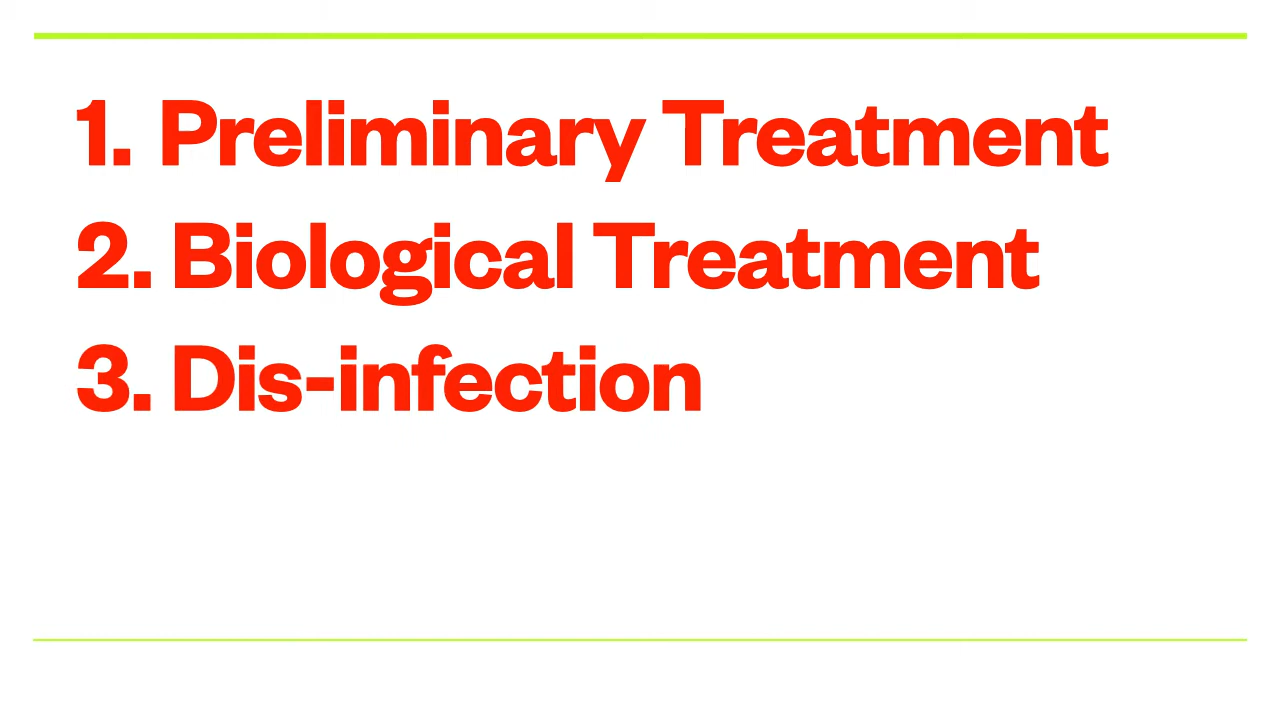 1. Preliminary Treatment
2. Biological Treatment
3. Dis-infection